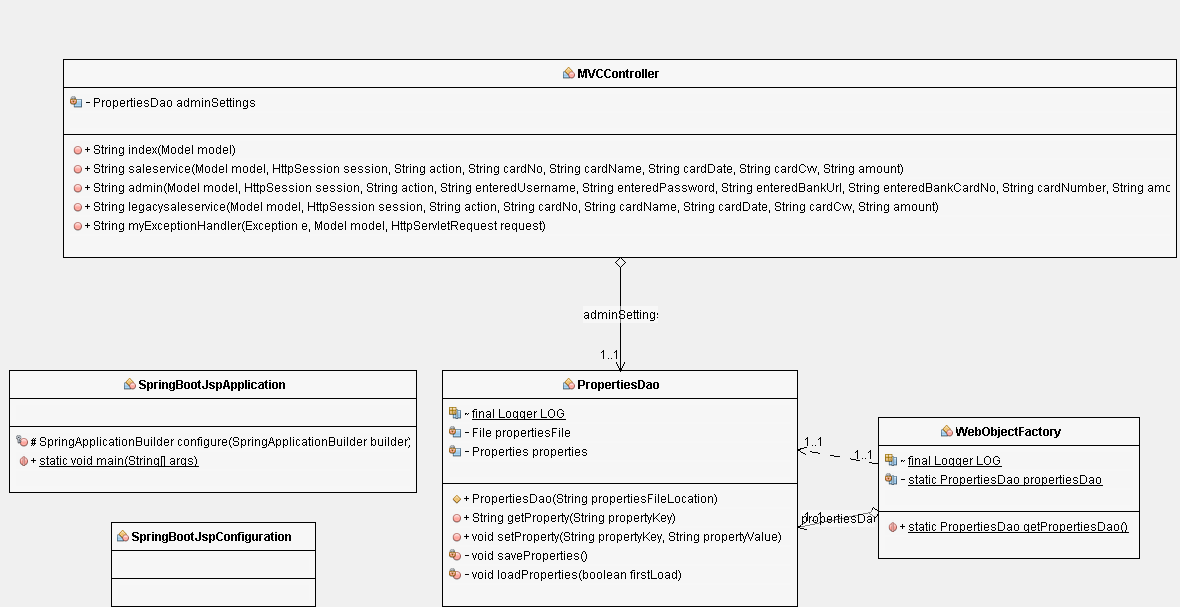 MVCController
- PropertiesDao adminSettings
+ String index(Model model)
+ String saleservice(Model model, HttpSession session, String action, String cardNo, String cardName, String cardDate, String cardCvv, String amount)
+ String admin(Model model, HttpSession session, String action, String enteredUsername, String enteredPassword, String enteredBankUrl, String enteredBankCardNo, String cardNumber, String amo
+ String legacysaleservice(Model model, HttpSession session, String action, String cardNo, String cardName, String cardDate, String cardCvv, String amount)
+ String myExceptionHandler(Exception e, Model model, HttpServletRequest request)
adminSetting:
1..1
SpringBootJspApplication
# SpringApplicationBuilder configure(SpringApplicationBuilder builder)
+ static void main(String[] args)
SpringBootJspConfiguration
PropertiesDao
~ final Logger LOG
- File propertiesFile
- Properties properties
+ PropertiesDao(String propertiesFileLocation)
+ String getProperty(String propertyKey)
+ void setProperty(String propertyKey, String propertyValue)
- void saveProperties()
- void loadProperties(boolean firstLoad)
1..1
1..1
1..1
propertiesDar
WebObjectFactory
~ final Logger LOG
- static PropertiesDao propertiesDao
+ static PropertiesDao getPropertiesDao()